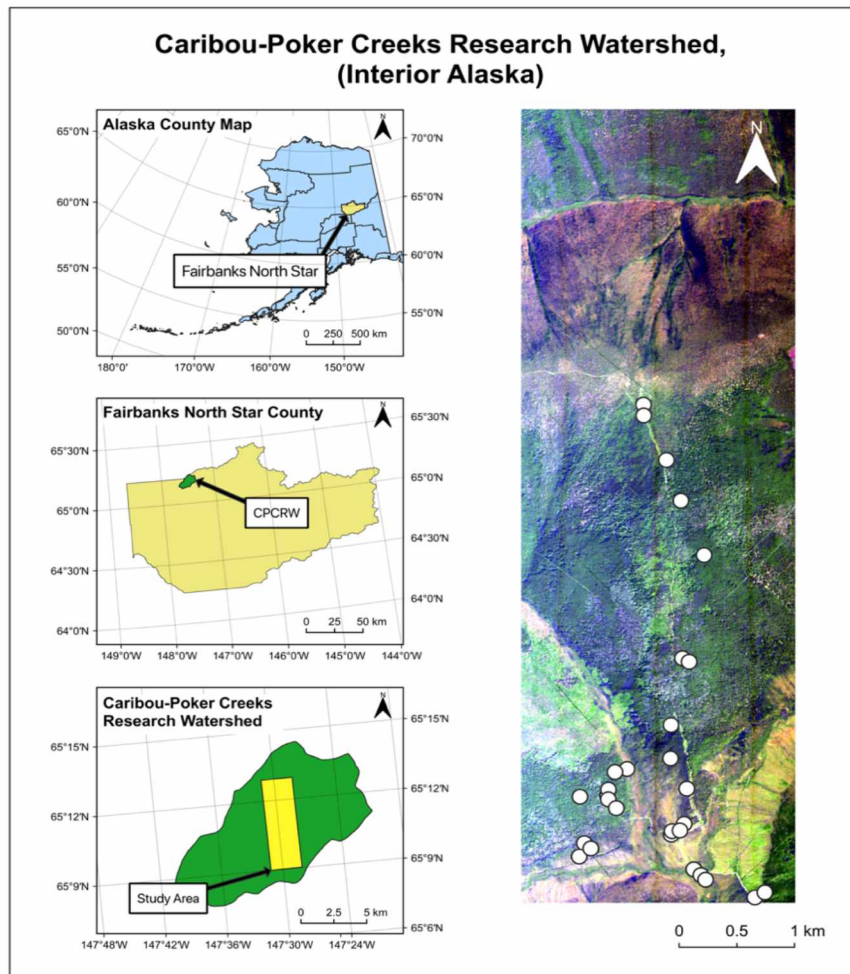 Caribou-Poker Creeks Research Watershed,
(Interior Alaska)
Alaska County Map
N
65°0'N
70°0'N
60°0'N
65°0'N
Fairbanks North Star
60°0'N
55°0'N
55°0'N
50°0'N
0 250 500 km
180°0' 170°0'W 160°0'W 150°0'W
Fairbanks North Star County
N
65°30'N
65°30'N
65°0'N
CPCRW
65°0'N
64°30'N
64°30'N
64°0'N
0 25 50 km
64°0'N
149°0'W 148°0'W 147°0'W 146°0'W 145°0'W 144°0'W
Caribou-Poker Creeks
Research Watershed
N
65°15'N
65°15'N
65°12'N
65°12'N
65°9'N
65°9'N
Study Area
0 2.5 5 km
65°6'N
147°48'W 147°42'W 147°36'W 147°30'W 147°24'W
N
0 0.5 1 km